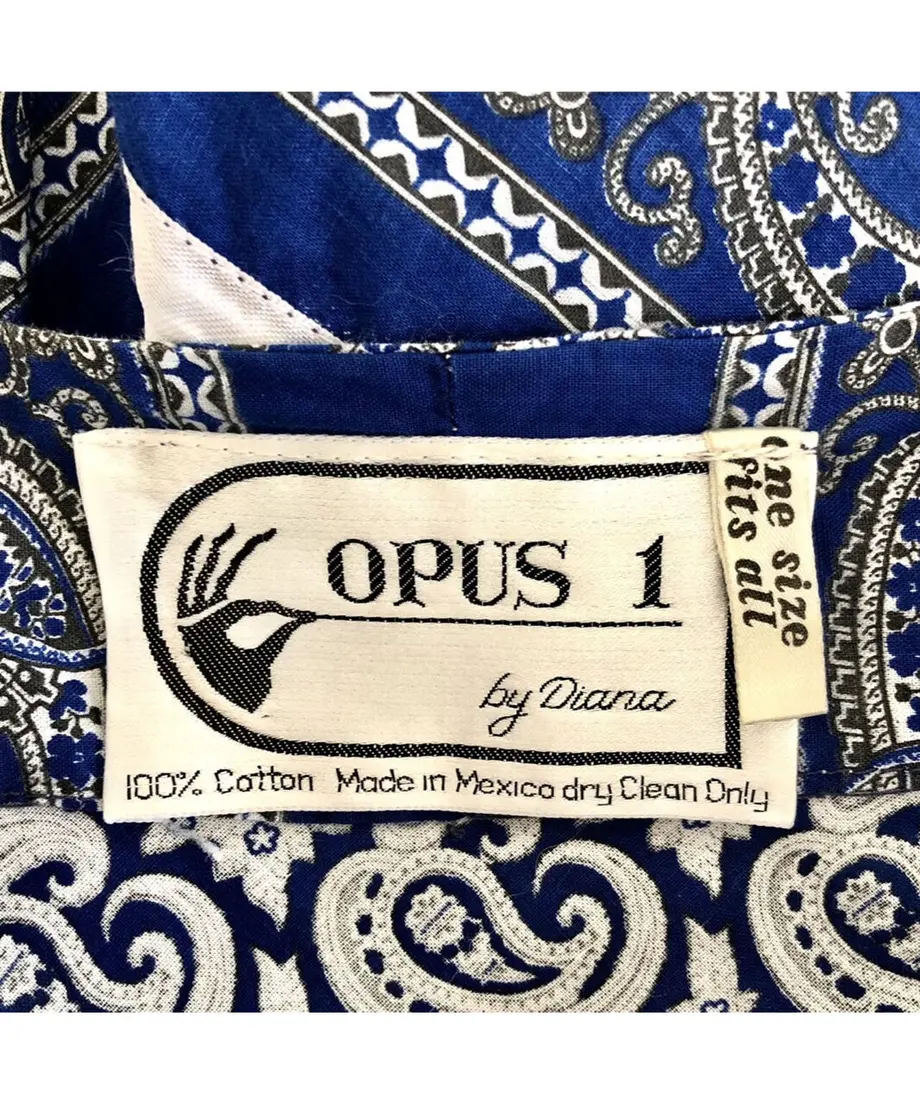 OPUS 1
by Diana
100% Cotton Made in Mexico dry Clean Only
one size
fits all